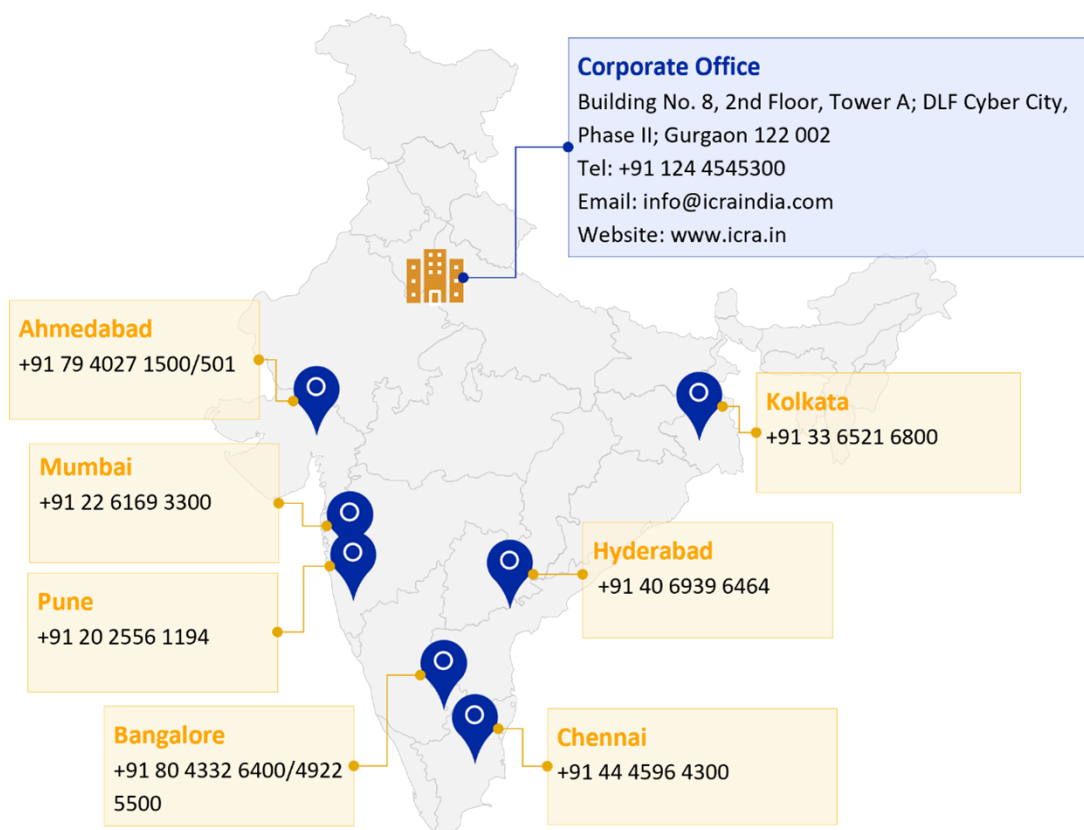 Corporate Office
Building No. 8, 2nd Floor, Tower A; DLF Cyber City,
Phase II; Gurgaon 122 002
Tel: +91 124 4545300
Email: info@icraindia.com
Website: www.icra.in
Ahmedabad
+91 79 4027 1500/501
Kolkata
+91 33 6521 6800
Mumbai
+91 22 6169 3300
Hyderabad
+91 40 6939 6464
Pune
+91 20 2556 1194
Bangalore
+91 80 4332 6400/4922
5500
Chennai
+91 44 4596 4300